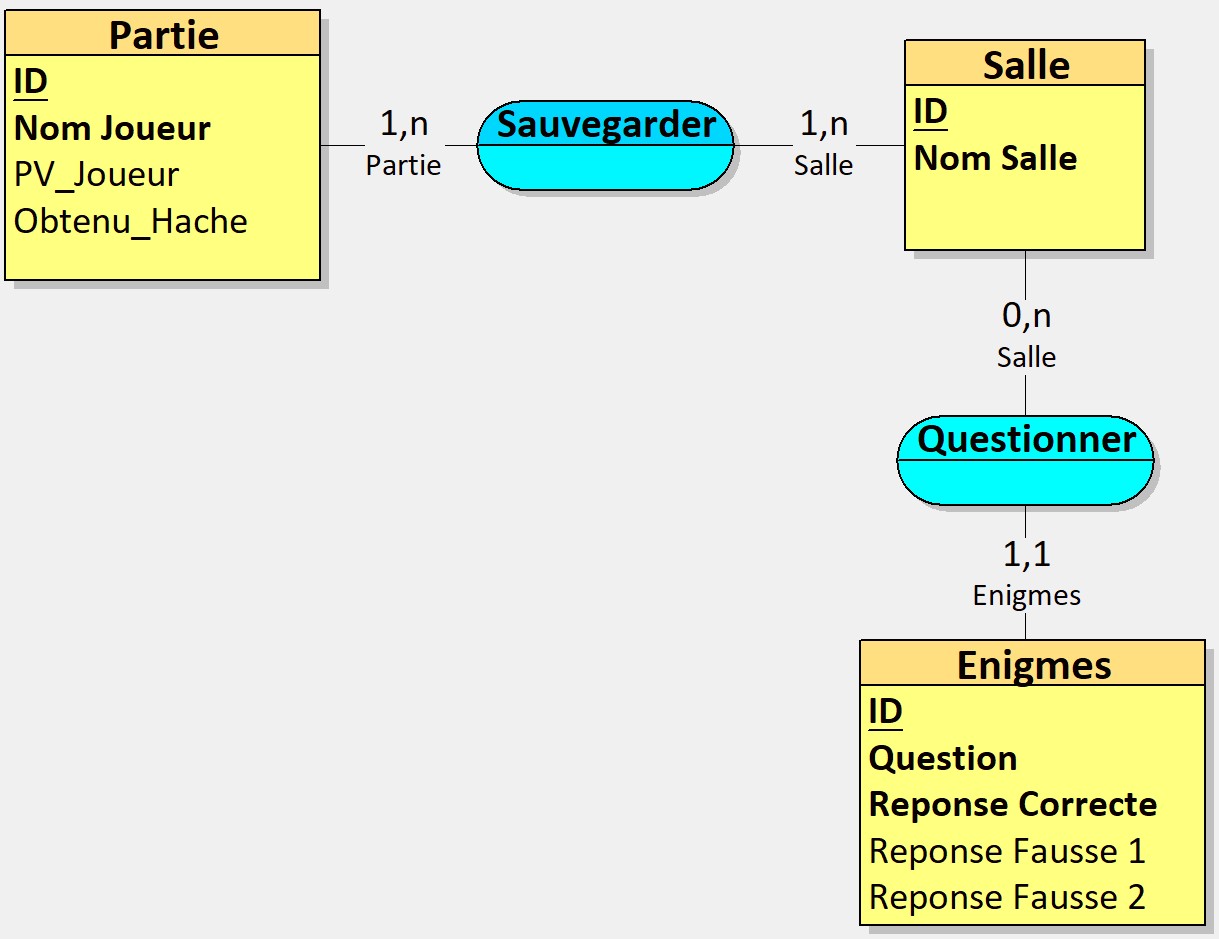 Partie
ID
Nom Joueur
PV_Joueur
Obtenu_Hache
1,n
Partie
Sauvegarder
1,n
Salle
Salle
ID
Nom Salle
0,n
Salle
Questionner
1,1
Enigmes
Enigmes
ID
Question
Reponse Correcte
Reponse Fausse 1
Reponse Fausse 2